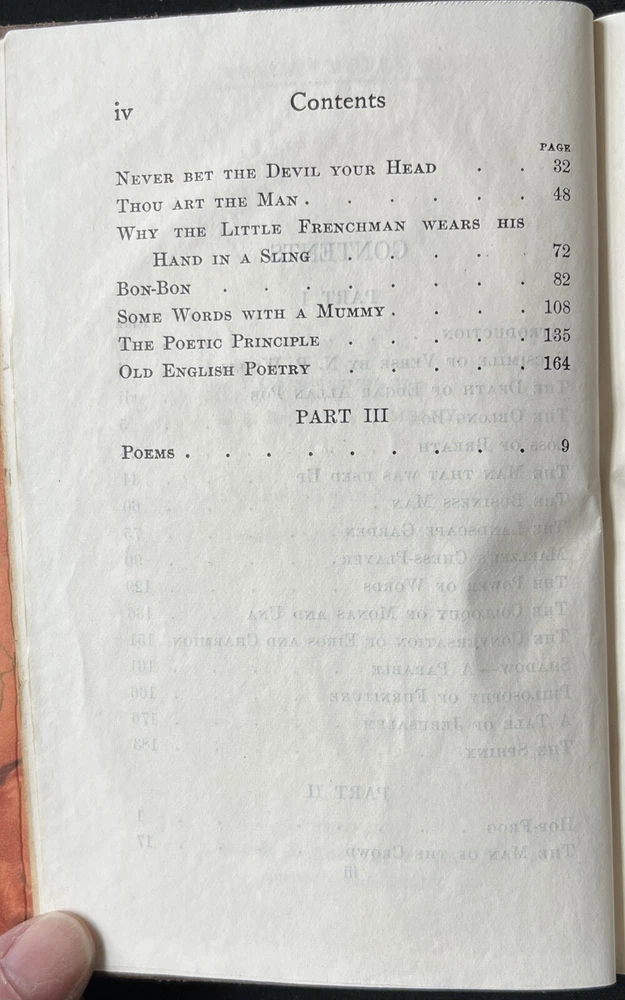 iv
Contents
PAGE
Never bet the Devil your Head . . 32
Thou art the Man . . . . . . 48
Why the Little Frenchman wears his
Hand in a Sling . . . . . 72
Bon-Bon . . . . . . . . 82
Some Words with a Mummy . . . . 108
The Poetic Principle . . . . . 135
Old English Poetry . . . . . 164
PART III
Poems . . . . . . . . . . 9